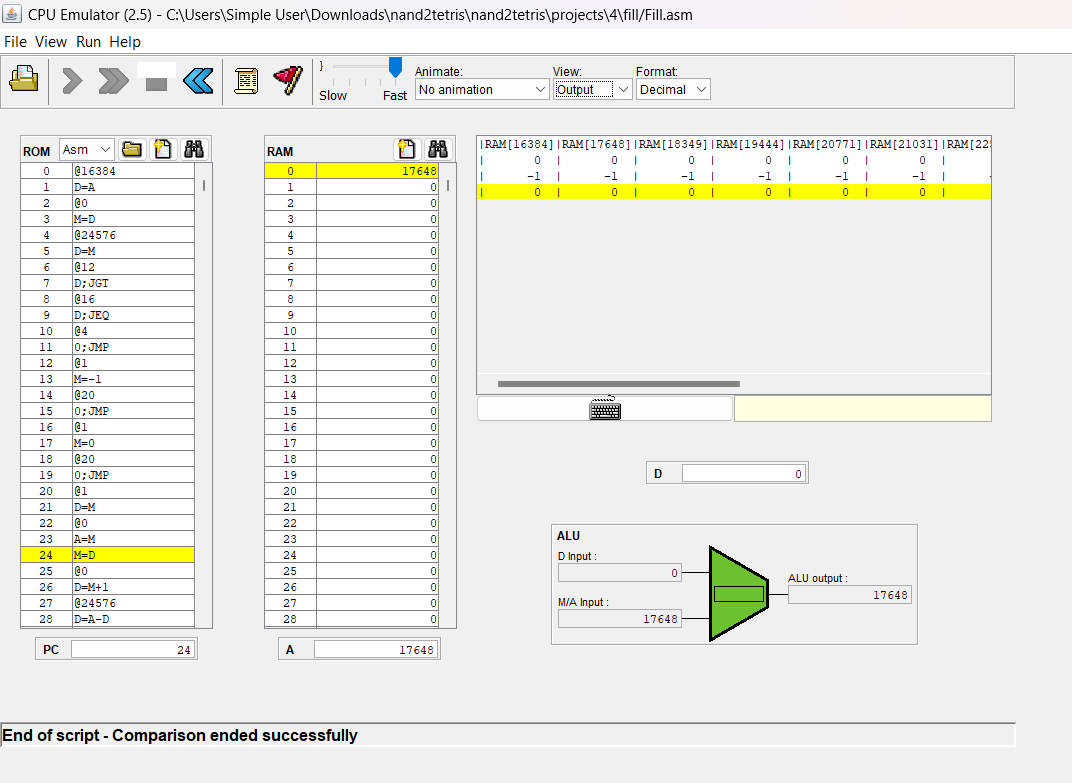 CPU Emulator (2.5) - C:\Users\Simple User\Downloads\nand2tetris\nand2tetris\projects\4\fill/Fill.asm
File View Run Help
Slow Fast
Animate: View: Format:
No animation Output Decimal
ROM Asm
0 @16384
1 D=A
2 @0
3 M=D
4 @24576
5 D=M
6 @12
7 D;JGT
8 @16
9 D;JEQ
10 @4
11 0;JMP
12 @1
13 M=-1
14 @20
15 0;JMP
16 @1
17 M=0
18 @20
19 0;JMP
20 @1
21 D=M
22 @0
23 A=M
24 M=D
25 @0
26 D=M+1
27 @24576
28 D=A-D
PC 24
RAM
0 17648
1 0
2 0
3 0
4 0
5 0
6 0
7 0
8 0
9 0
10 0
11 0
12 0
13 0
14 0
15 0
16 0
17 0
18 0
19 0
20 0
21 0
22 0
23 0
24 0
25 0
26 0
27 0
28 0
A 17648
|RAM[16384]|RAM[17648]|RAM[18349]|RAM[19444]|RAM[20771]|RAM[21031]|RAM[22
| 0 | 0 | 0 | 0 | 0 | 0 |
| -1 | -1 | -1 | -1 | -1 | -1 |
| 0 | 0 | 0 | 0 | 0 | 0 |
D 0
ALU
D Input :
0
M/A Input :
17648
ALU output :
17648
End of script - Comparison ended successfully